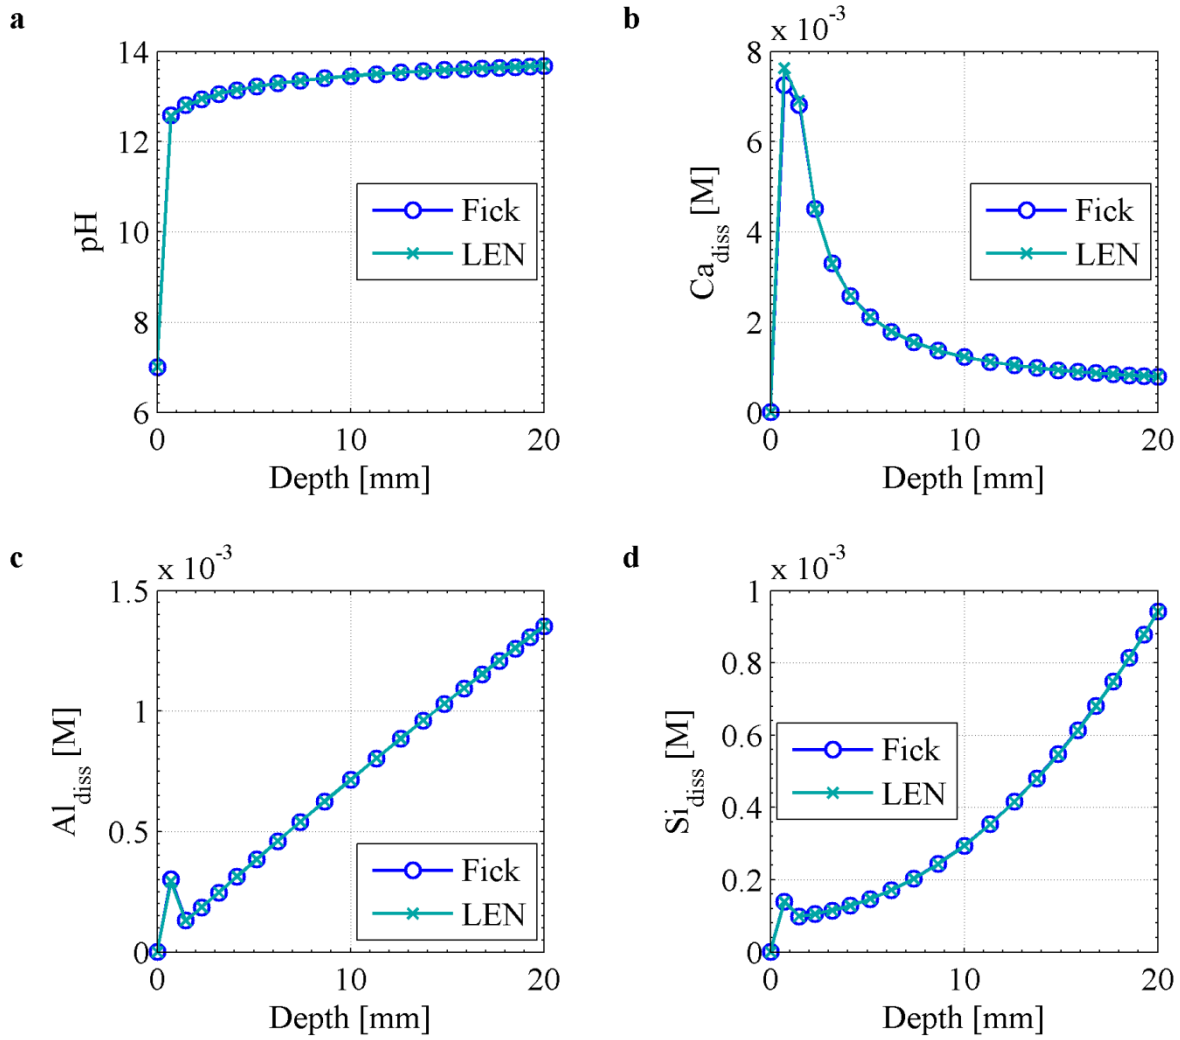 a
14
12
10
8
6
pH
Fick
LEN
0
10
20
Depth [mm]
b
x 10⁻³
8
6
4
2
0
Ca_diss [M]
Fick
LEN
0
10
20
Depth [mm]
c
x 10⁻³
1.5
1
0.5
0
Al_diss [M]
Fick
LEN
0
10
20
Depth [mm]
d
x 10⁻³
1
0.8
0.6
0.4
0.2
0
Si_diss [M]
Fick
LEN
0
10
20
Depth [mm]